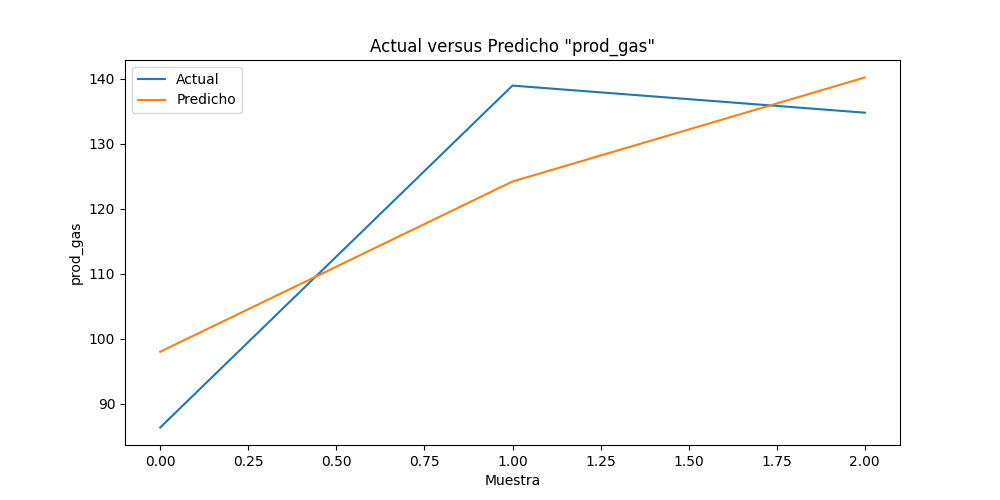 Actual versus Predicho "prod_gas"
Actual
Predicho
140
130
120
110
100
90
prod_gas
0.00 0.25 0.50 0.75 1.00 1.25 1.50 1.75 2.00
Muestra